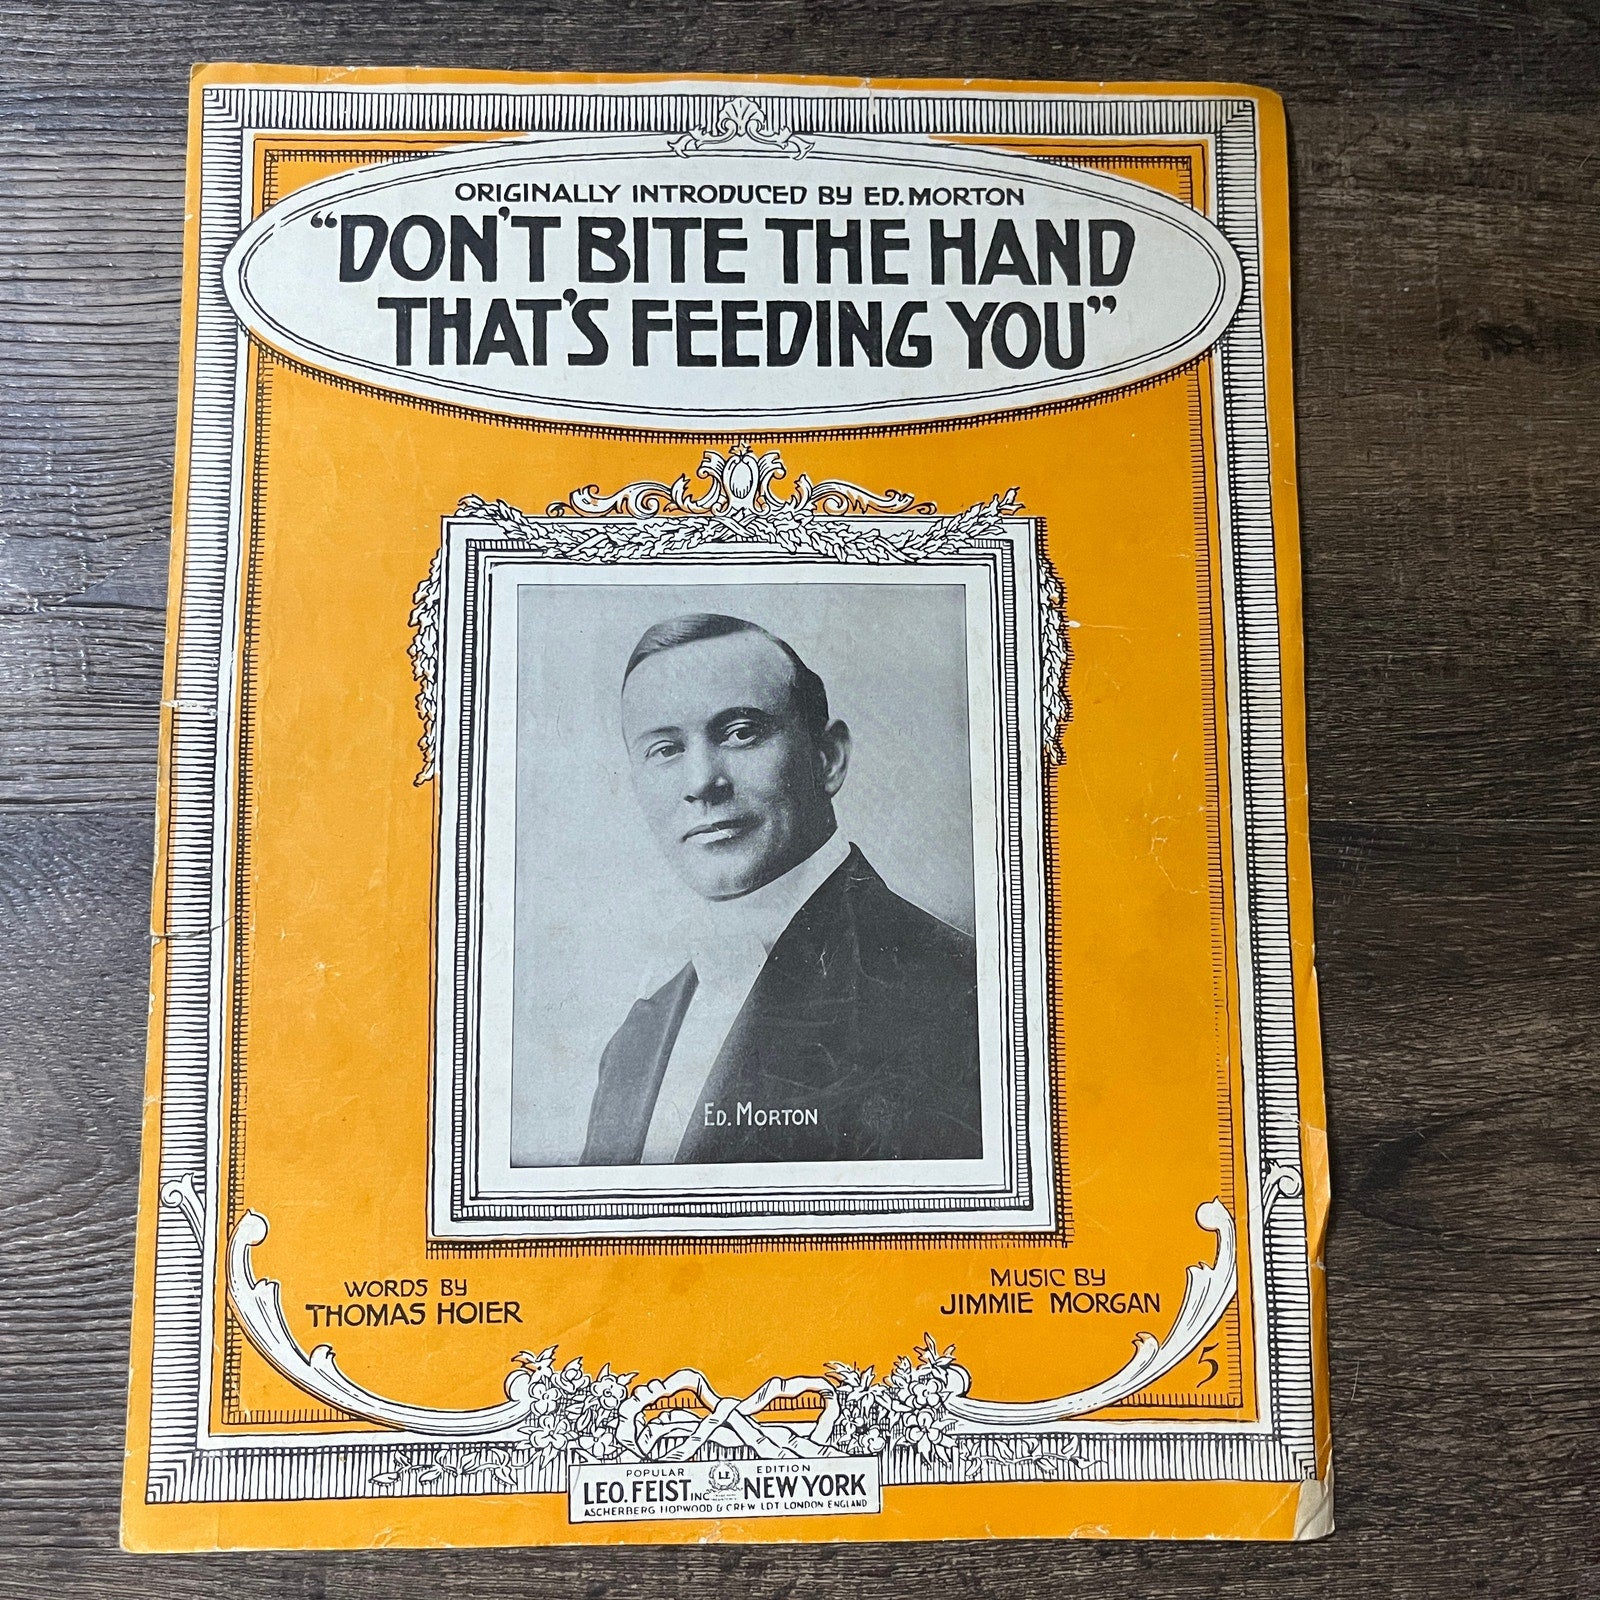 ORIGINALLY INTRODUCED BY ED. MORTON
"DON'T BITE THE HAND
THAT'S FEEDING YOU"
ED. MORTON
WORDS BY
THOMAS HOIER
MUSIC BY
JIMMIE MORGAN
5
POPULAR EDITION
LEO. FEIST INC NEW YORK
ASCHERBERG HOPWOOD & CREW LDT LONDON ENGLAND